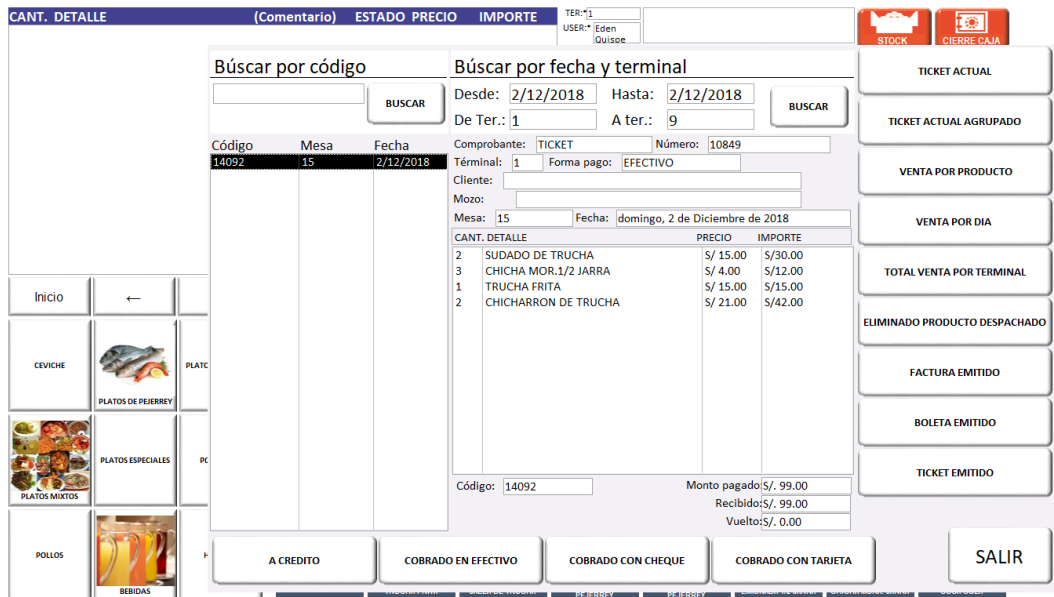 CANT. DETALLE (Comentario) ESTADO PRECIO IMPORTE
TER:*1
USER:* Eden
Quispe
STOCK
CIERRE CAJA
Búscar por código
BUSCAR
Búscar por fecha y terminal
Desde: 2/12/2018 Hasta: 2/12/2018
De Ter.: 1 A ter.: 9
BUSCAR
Código Mesa Fecha
14092 15 2/12/2018
Comprobante: TICKET Número: 10849
Términal: 1 Forma pago: EFECTIVO
Cliente:
Mozo:
Mesa: 15 Fecha: domingo, 2 de Diciembre de 2018
CANT. DETALLE PRECIO IMPORTE
2 SUDADO DE TRUCHA S/ 15.00 S/30.00
3 CHICHA MOR.1/2 JARRA S/ 4.00 S/12.00
1 TRUCHA FRITA S/ 15.00 S/15.00
2 CHICHARRON DE TRUCHA S/ 21.00 S/42.00
Código: 14092
Monto pagado: S/. 99.00
Recibido: S/. 99.00
Vuelto: S/. 0.00
A CREDITO
COBRADO EN EFECTIVO
COBRADO CON CHEQUE
COBRADO CON TARJETA
TICKET ACTUAL
TICKET ACTUAL AGRUPADO
VENTA POR PRODUCTO
VENTA POR DIA
TOTAL VENTA POR TERMINAL
ELIMINADO PRODUCTO DESPACHADO
FACTURA EMITIDO
BOLETA EMITIDO
TICKET EMITIDO
SALIR
Inicio ←
CEVICHE
PLATOS DE PEJERREY
PLATOS MIXTOS
PLATOS ESPECIALES
POLLOS
BEBIDAS
PEJERREY
PEJERREY